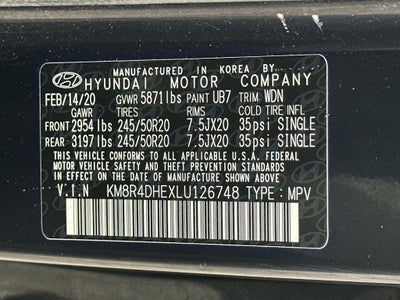 MANUFACTURED IN KOREA BY
HYUNDAI MOTOR COMPANY
FEB/14/20 GVWR 5871lbs PAINT UB7 TRIM WDN
GAWR TIRES RIMS COLD TIRE INFL
FRONT 2954 lbs 245/50R20 7.5JX20 35psi SINGLE
REAR 3197 lbs 245/50R20 7.5JX20 35psi SINGLE
THIS VEHICLE CONFORMS TO ALL APPLICABLE U.S.A. FEDERAL
MOTOR VEHICLE SAFETY AND THEFT PREVENTION STANDARDS
IN EFFECT ON THE DATE OF MANUFACTURE SHOWN ABOVE.
V.I.N KM8R4DHEXLU126748 TYPE : MPV